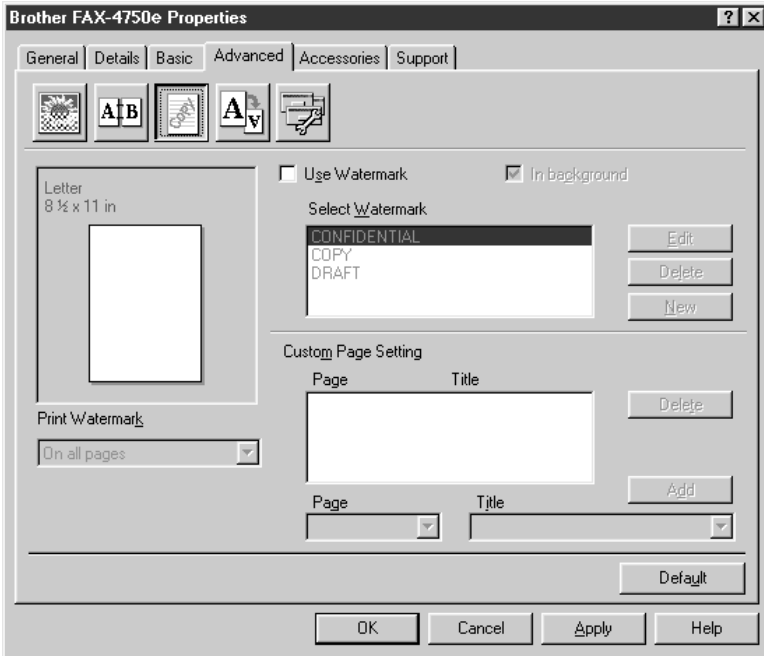 Brother FAX-4750e Properties
General Details Basic Advanced Accessories Support
A B COPY A A
Letter
8 ½ x 11 in
Use Watermark In background
Select Watermark
CONFIDENTIAL
COPY
DRAFT
Edit
Delete
New
Custom Page Setting
Page Title
Delete
Print Watermark
On all pages
Add
Page Title
Default
OK Cancel Apply Help